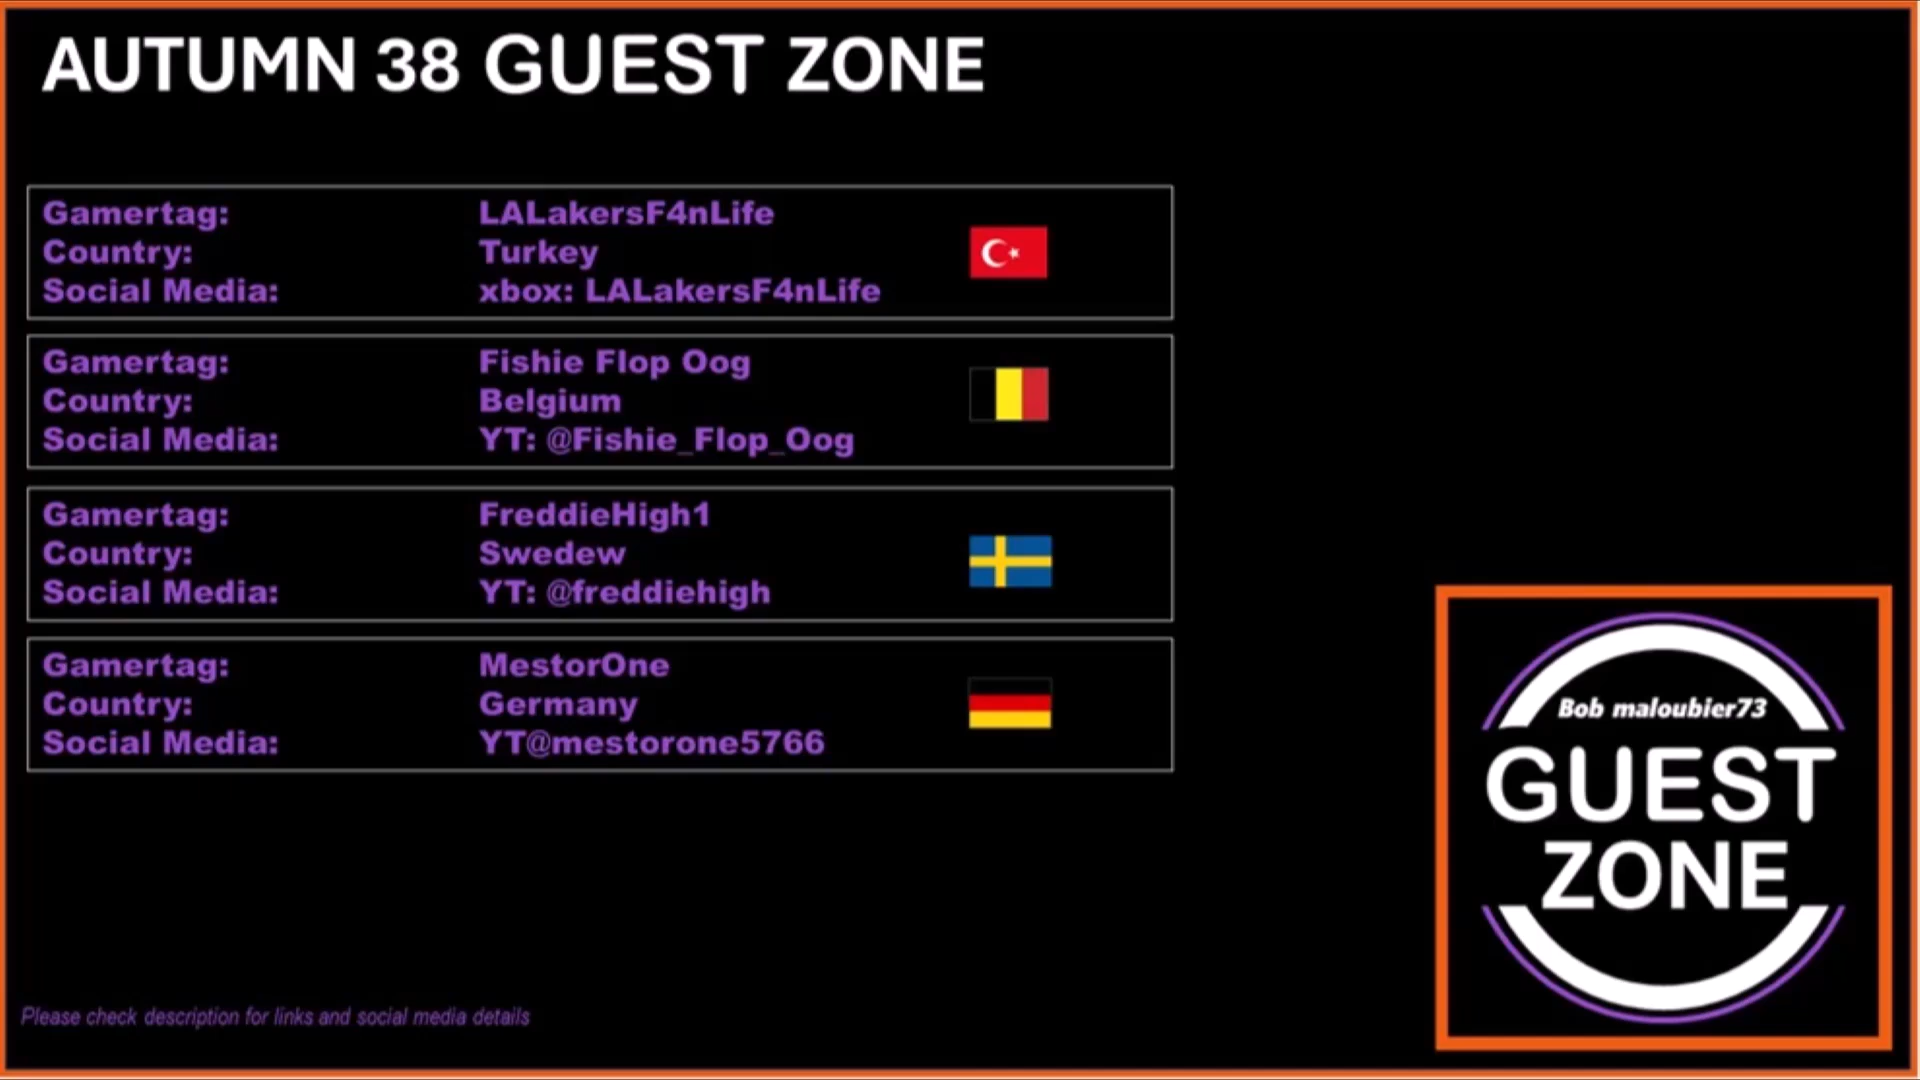 AUTUMN 38 GUEST ZONE
Gamertag: LALakersF4nLife
Country: Turkey
Social Media: xbox: LALakersF4nLife
Gamertag: Fishie Flop Oog
Country: Belgium
Social Media: YT: @Fishie_Flop_Oog
Gamertag: FreddieHigh1
Country: Swedew
Social Media: YT: @freddiehigh
Gamertag: MestorOne
Country: Germany
Social Media: YT@mestorone5766
Bob maloubier73
GUEST
ZONE
Please check description for links and social media details